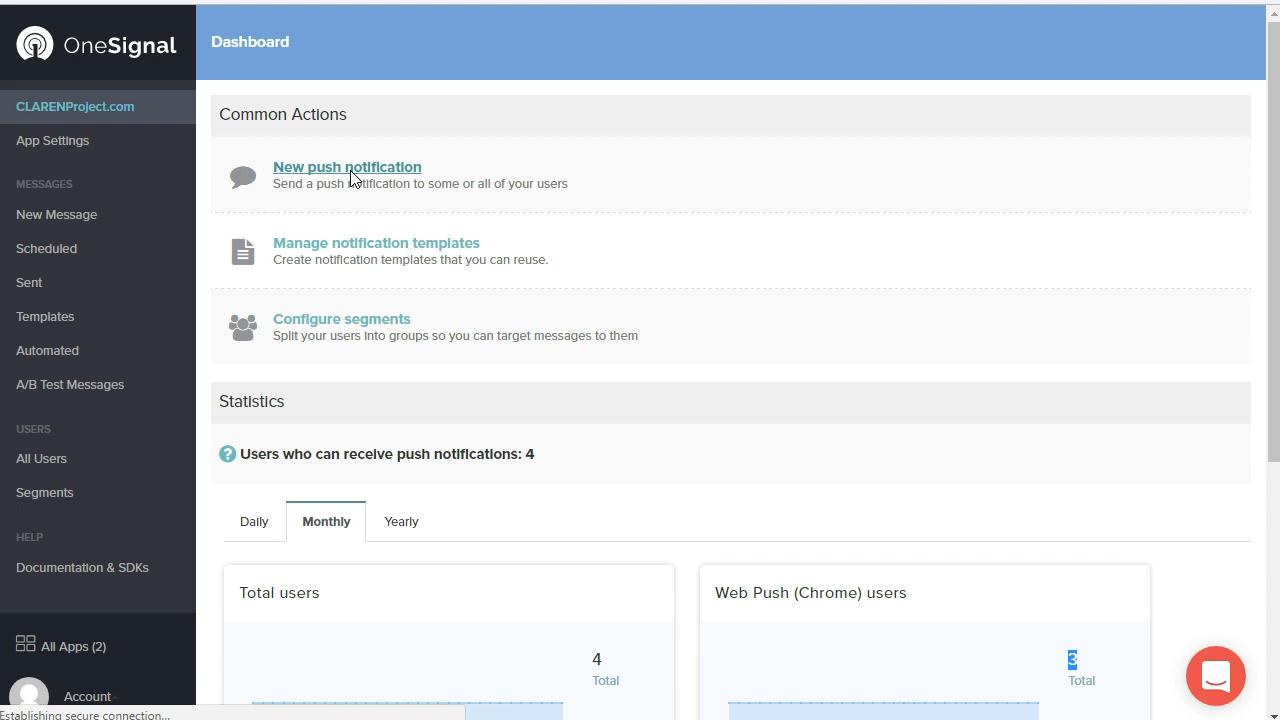 OneSignal
Dashboard
CLARENProject.com
App Settings
MESSAGES
New Message
Scheduled
Sent
Templates
Automated
A/B Test Messages
USERS
All Users
Segments
HELP
Documentation & SDKs
All Apps (2)
Account
Establishing secure connection...
Common Actions
New push notification
Send a push notification to some or all of your users
Manage notification templates
Create notification templates that you can reuse.
Configure segments
Split your users into groups so you can target messages to them
Statistics
? Users who can receive push notifications: 4
Daily
Monthly
Yearly
Total users
4
Total
Web Push (Chrome) users
3
Total